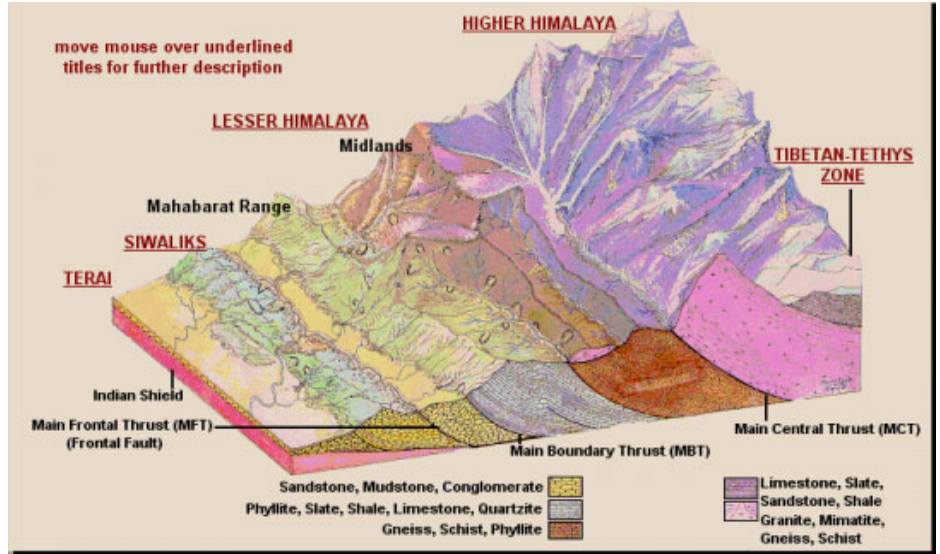 HIGHER HIMALAYA
move mouse over underlined
titles for further description
LESSER HIMALAYA
Midlands
TIBETAN-TETHYS
ZONE
Mahabarat Range
SIWALIKS
TERAI
Indian Shield
Main Frontal Thrust (MFT)
(Frontal Fault)
Main Central Thrust (MCT)
Main Boundary Thrust (MBT)
Sandstone, Mudstone, Conglomerate
Phyllite, Slate, Shale, Limestone, Quartzite
Gneiss, Schist, Phyllite
Limestone, Slate,
Sandstone, Shale
Granite, Mimatite,
Gneiss, Schist